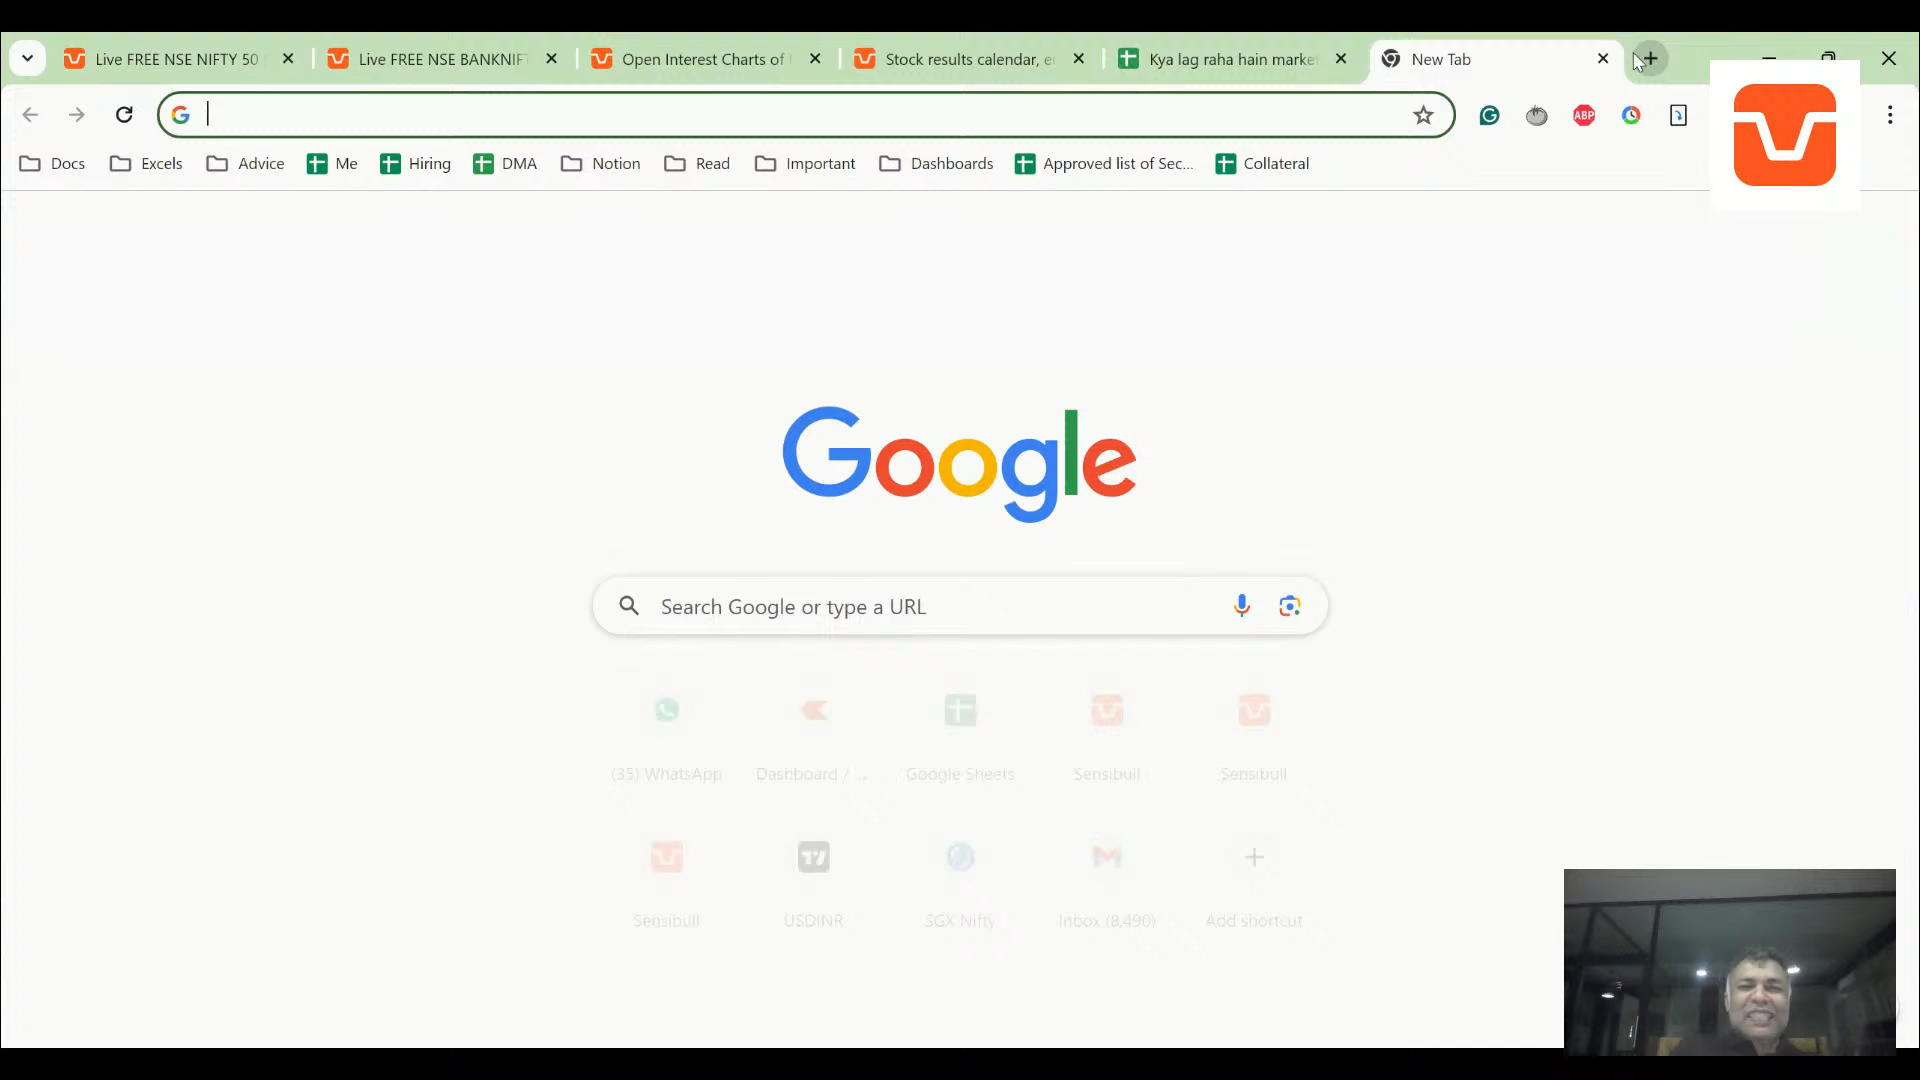 Live FREE NSE NIFTY 50
Live FREE NSE BANKNIFT
Open Interest Charts of
Stock results calendar, e
Kya lag raha hain marke
New Tab
Docs
Excels
Advice
Me
Hiring
DMA
Notion
Read
Important
Dashboards
Approved list of Sec...
Collateral
ABP
Google
Search Google or type a URL
(35) WhatsApp
Dashboard / ...
Google Sheets
Sensibull
Sensibull
Sensibull
USDINR
SGX Nifty
Inbox (8,490)
Add shortcut